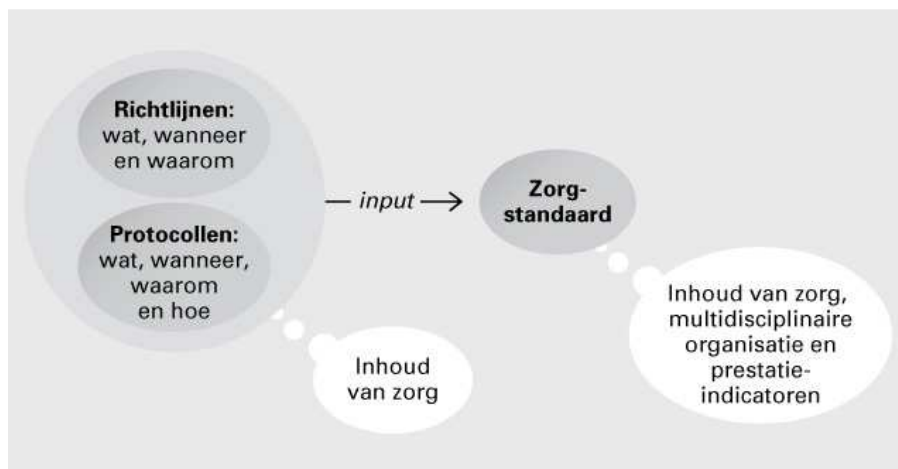 Richtlijnen:
wat, wanneer
en waarom
Protocollen:
wat, wanneer,
waarom
en hoe
input
Zorg-
standaard
Inhoud
van zorg
Inhoud van zorg,
multidisciplinaire
organisatie en
prestatie-
indicatoren